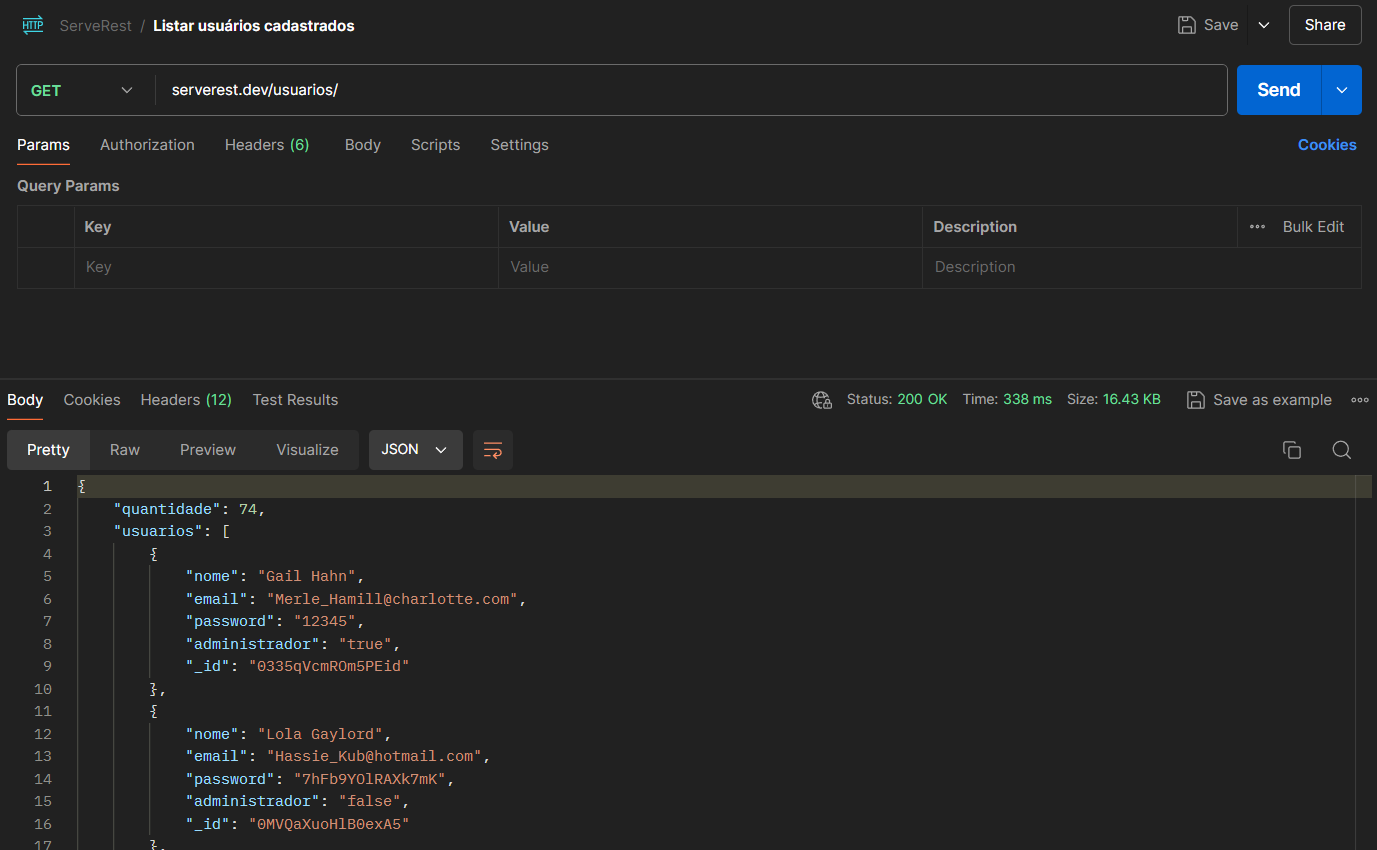 HTTP ServeRest / Listar usuários cadastrados Save Share
GET serverest.dev/usuarios/ Send
Params Authorization Headers (6) Body Scripts Settings Cookies
Query Params
Key Value Description Bulk Edit
Key Value Description
Body Cookies Headers (12) Test Results Status: 200 OK Time: 338 ms Size: 16.43 KB Save as example
Pretty Raw Preview Visualize JSON
1 {
2 "quantidade": 74,
3 "usuarios": [
4 {
5 "nome": "Gail Hahn",
6 "email": "Merle_Hamill@charlotte.com",
7 "password": "12345",
8 "administrador": "true",
9 "_id": "0335qVcmROm5PEid"
10 },
11 {
12 "nome": "Lola Gaylord",
13 "email": "Hassie_Kub@hotmail.com",
14 "password": "7hFb9YOlRAXk7mK",
15 "administrador": "false",
16 "_id": "0MVQaXuoHlB0exA5"
17 },